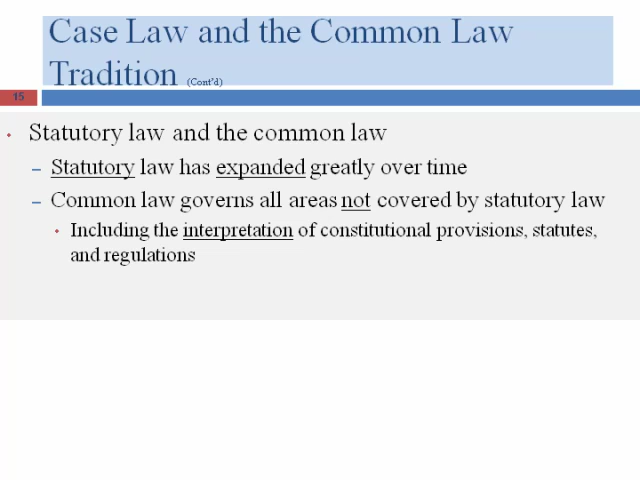 Case Law and the Common Law
Tradition (Cont'd)
15
• Statutory law and the common law
– Statutory law has expanded greatly over time
– Common law governs all areas not covered by statutory law
• Including the interpretation of constitutional provisions, statutes,
and regulations